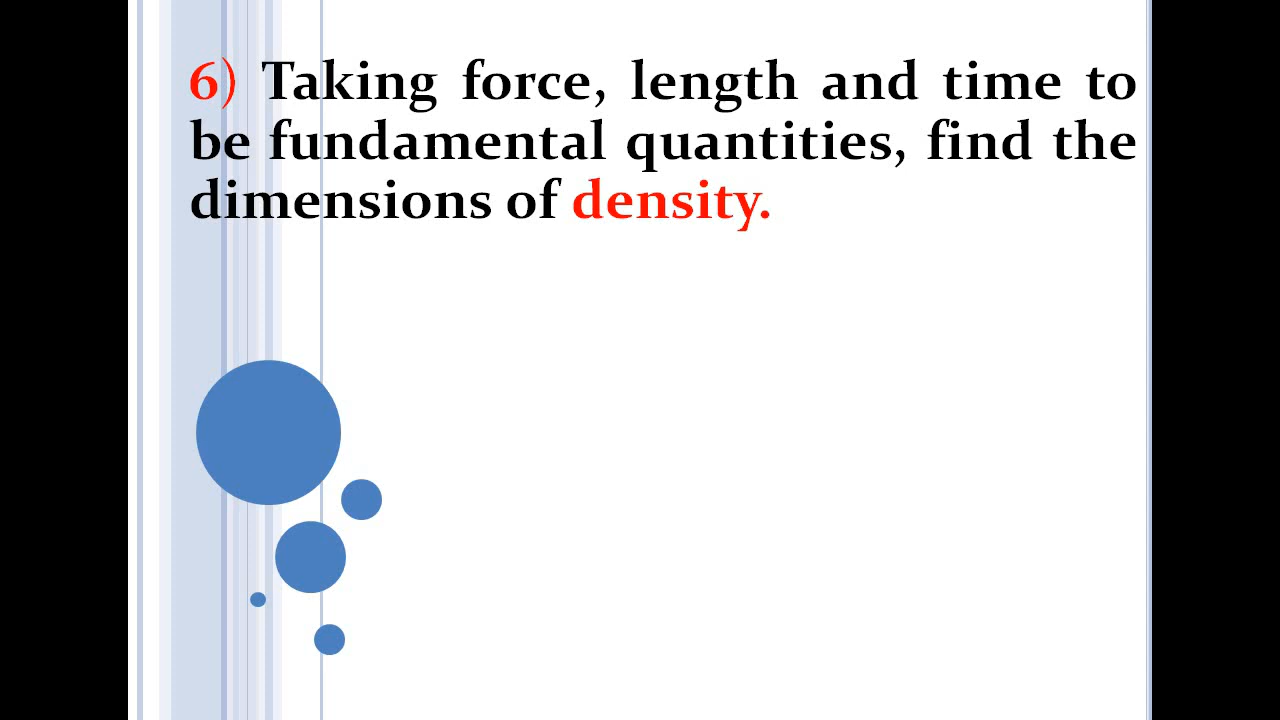 6) Taking force, length and time to
be fundamental quantities, find the
dimensions of density.